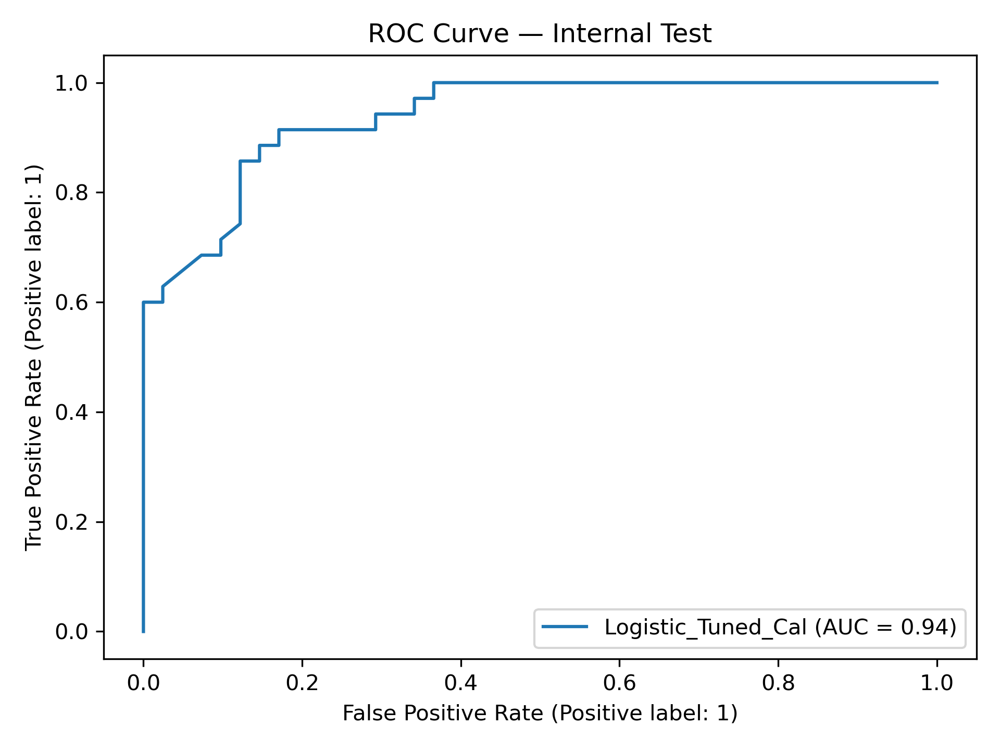 ROC Curve — Internal Test
True Positive Rate (Positive label: 1)
1.0
0.8
0.6
0.4
0.2
0.0
Logistic_Tuned_Cal (AUC = 0.94)
0.0 0.2 0.4 0.6 0.8 1.0
False Positive Rate (Positive label: 1)